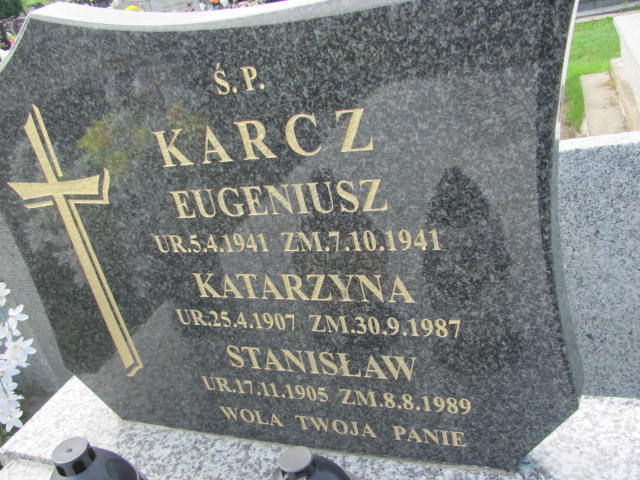 Ś.P.
KARCZ
EUGENIUSZ
UR.5.4.1941 ZM.7.10.1941
KATARZYNA
UR.25.4.1907 ZM.30.9.1987
STANISŁAW
UR.17.11.1905 ZM.8.8.1989
WOLA TWOJA PANIE